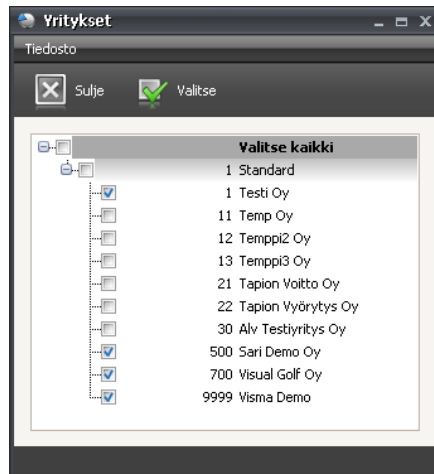 Yritykset
Tiedosto
Sulje Valitse
Valitse kaikki
1 Standard
1 Testi Oy
11 Temp Oy
12 Temppi2 Oy
13 Temppi3 Oy
21 Tapion Voitto Oy
22 Tapion Vyörytys Oy
30 Alv Testiyritys Oy
500 Sari Demo Oy
700 Visual Golf Oy
9999 Visma Demo